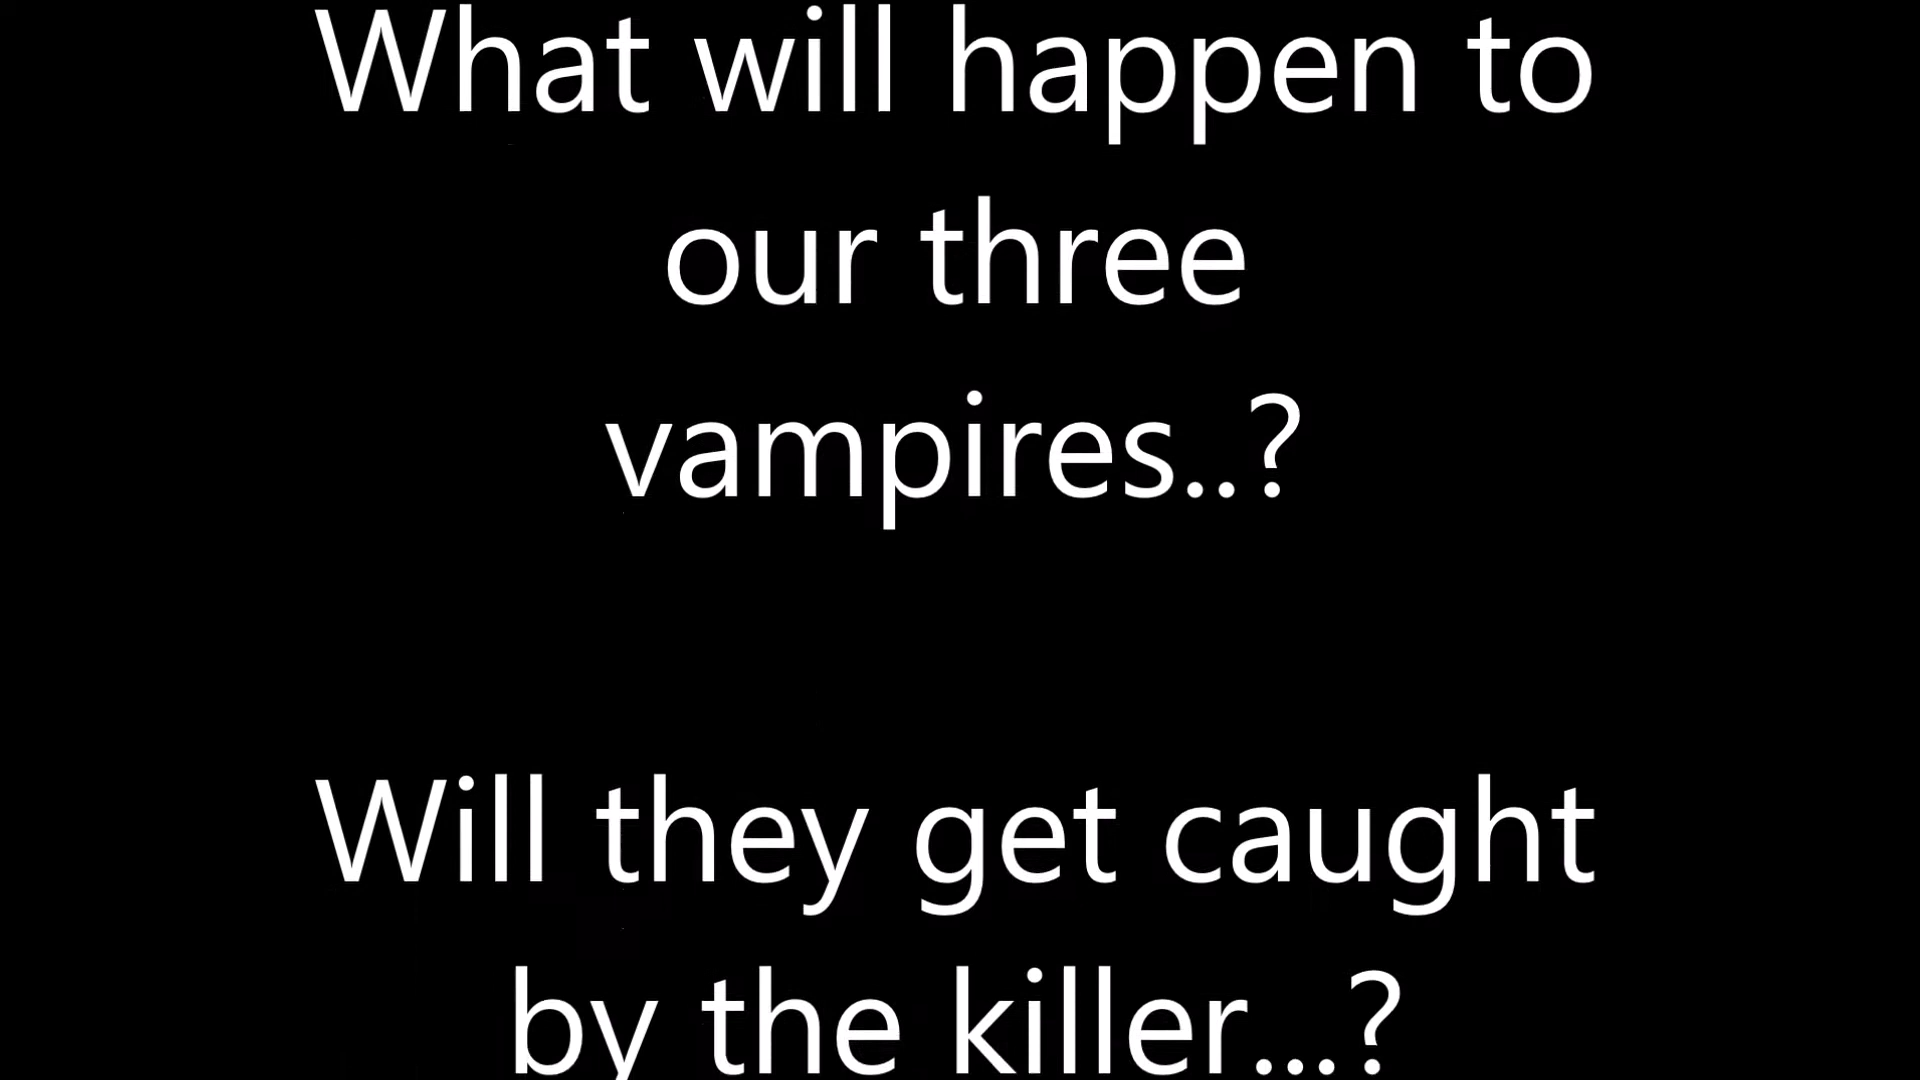 What will happen to
our three
vampires..?
Will they get caught
by the killer...?